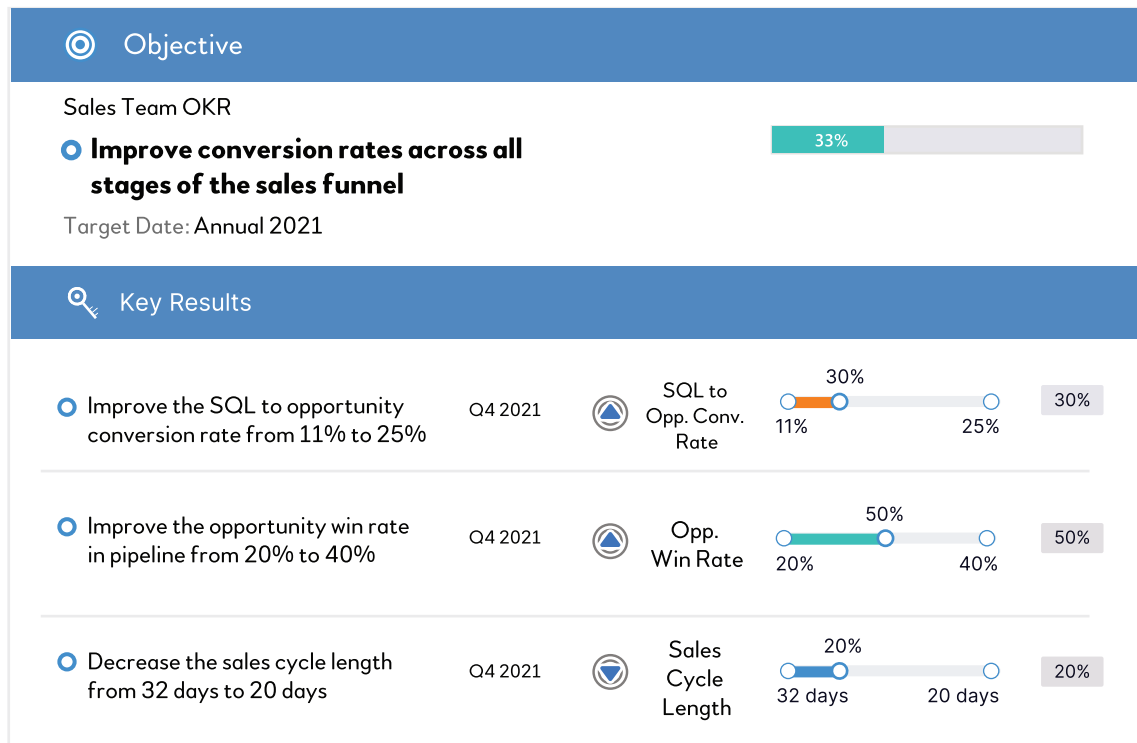 Objective
Sales Team OKR
Improve conversion rates across all
stages of the sales funnel
33%
Target Date: Annual 2021
Key Results
Improve the SQL to opportunity
conversion rate from 11% to 25%
Q4 2021
SQL to
Opp. Conv.
Rate
30%
11%
25%
30%
Improve the opportunity win rate
in pipeline from 20% to 40%
Q4 2021
Opp.
Win Rate
50%
20%
40%
50%
Decrease the sales cycle length
from 32 days to 20 days
Q4 2021
Sales
Cycle
Length
20%
32 days
20 days
20%